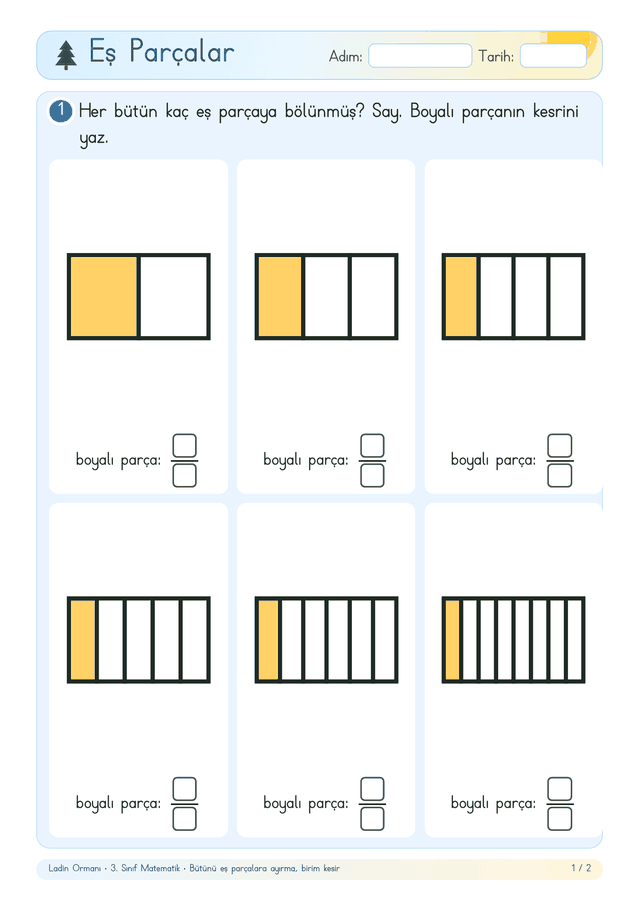 Eş Parçalar
Adım:
Tarih:
1 Her bütün kaç eş parçaya bölünmüş? Say. Boyalı parçanın kesrini
yaz.
boyalı parça:
boyalı parça:
boyalı parça:
boyalı parça:
boyalı parça:
boyalı parça:
Ladin Ormanı • 3. Sınıf Matematik • Bütünü eş parçalara ayırma, birim kesir
1 / 2